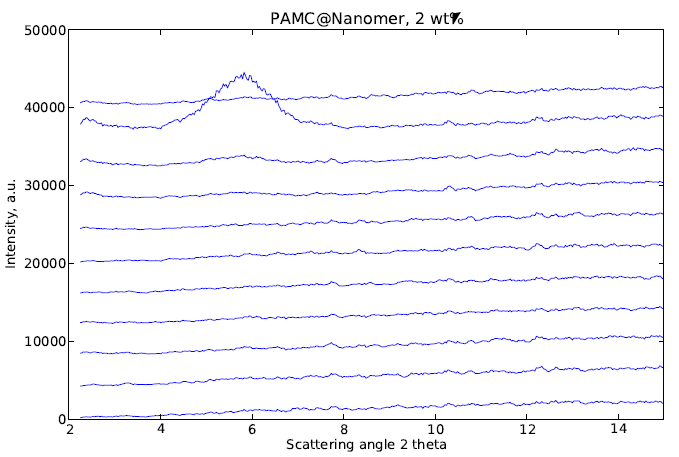 PAMC@Nanomer, 2 wt%
50000
40000
30000
20000
10000
0
Intensity, a.u.
2 4 6 8 10 12 14
Scattering angle 2 theta